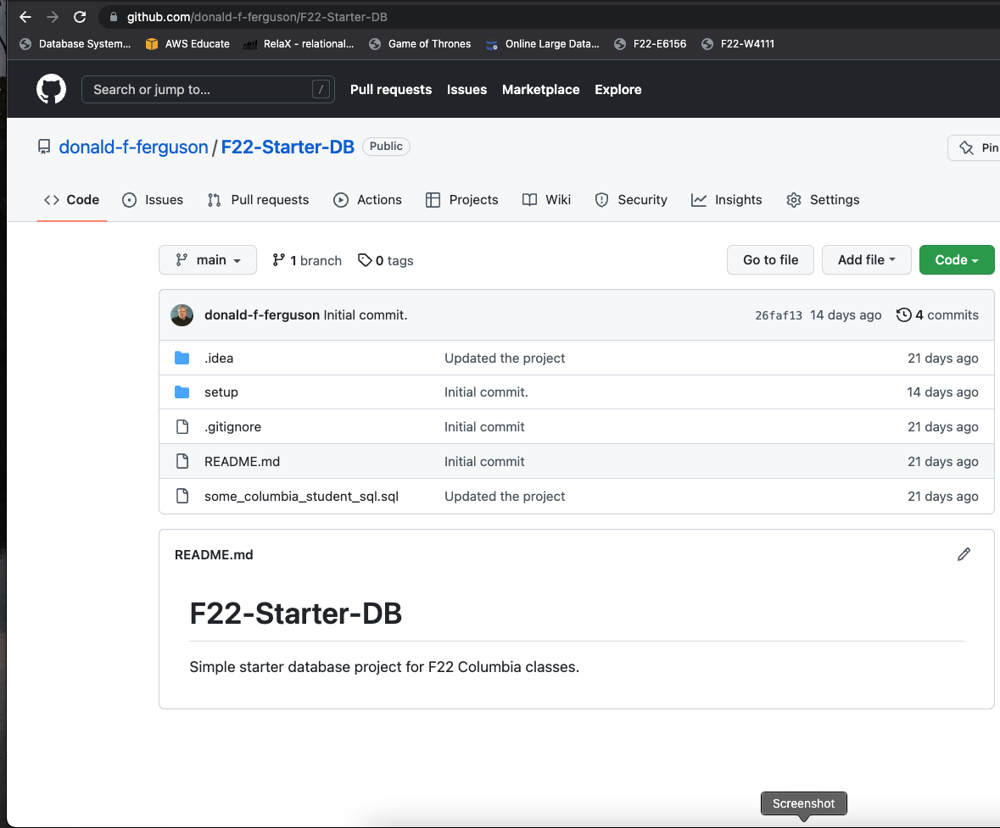 github.com/donald-f-ferguson/F22-Starter-DB
Database System... AWS Educate RelaX - relational... Game of Thrones Online Large Data... F22-E6156 F22-W4111
Search or jump to... / Pull requests Issues Marketplace Explore
donald-f-ferguson / F22-Starter-DB Public Pin
Code Issues Pull requests Actions Projects Wiki Security Insights Settings
main 1 branch 0 tags Go to file Add file Code
donald-f-ferguson Initial commit. 26faf13 14 days ago 4 commits
.idea Updated the project 21 days ago
setup Initial commit. 14 days ago
.gitignore Initial commit 21 days ago
README.md Initial commit 21 days ago
some_columbia_student_sql.sql Updated the project 21 days ago
README.md
F22-Starter-DB
Simple starter database project for F22 Columbia classes.
Screenshot